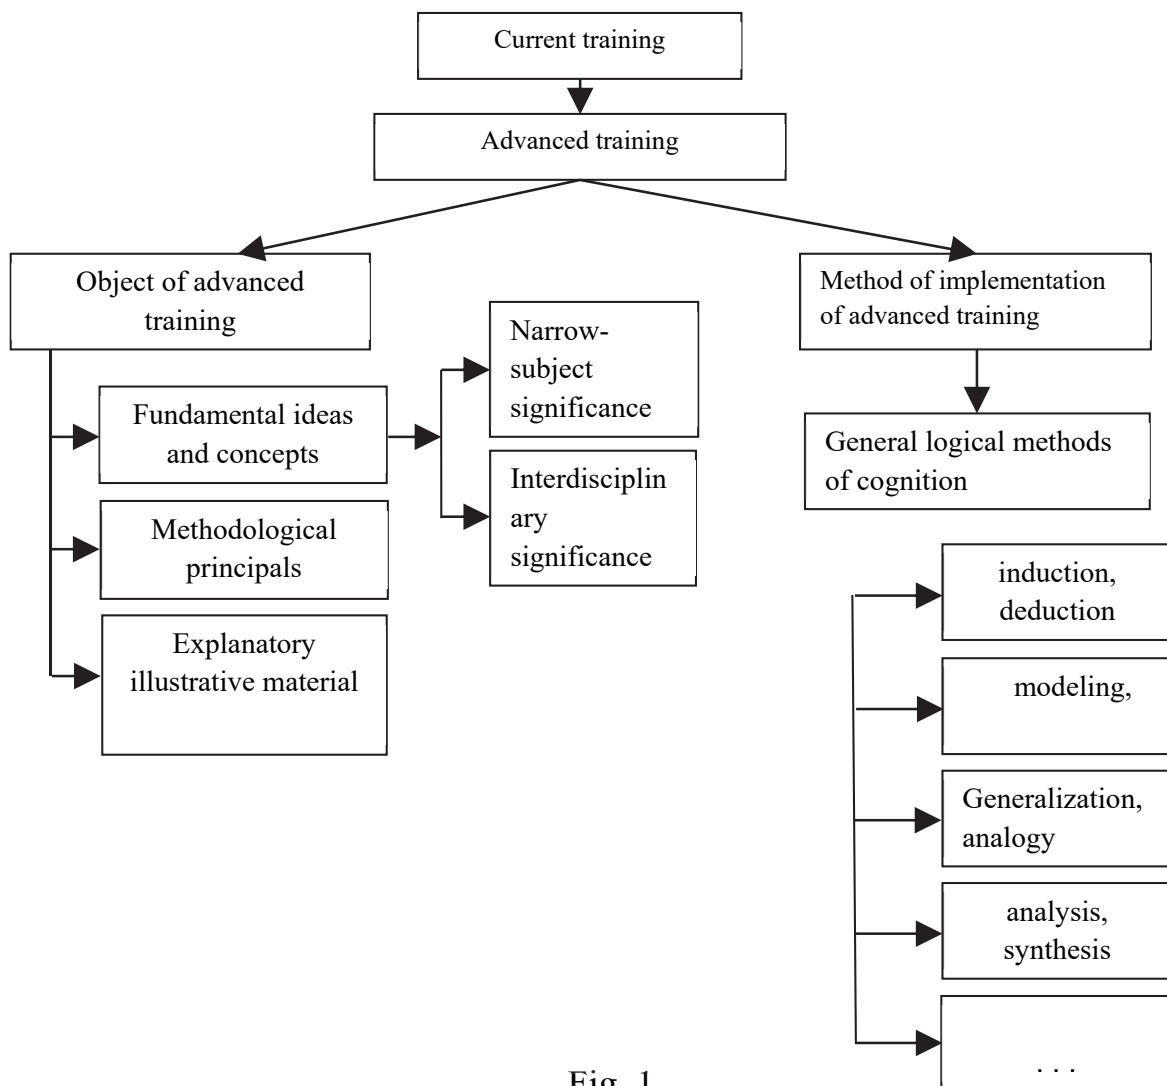 Current training
Advanced training
Object of advanced
training
Method of implementation
of advanced training
Narrow-
subject
significance
Fundamental ideas
and concepts
General logical methods
of cognition
Interdisciplin
ary
significance
Methodological
principals
Explanatory
illustrative material
induction,
deduction
modeling,
Generalization,
analogy
analysis,
synthesis
. . .
Fig. 1